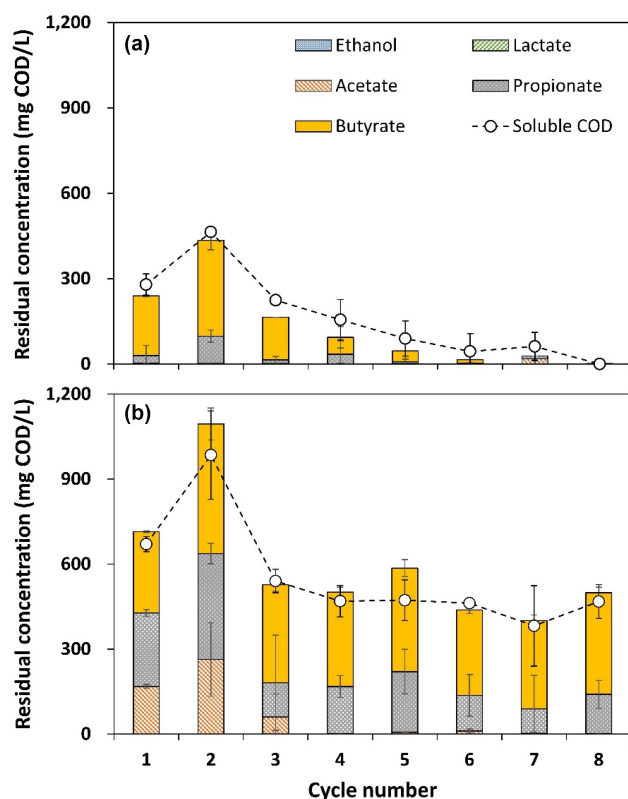 (a)
Ethanol
Lactate
Acetate
Propionate
Butyrate
Soluble COD
Residual concentration (mg COD/L)
1,200
900
600
300
0
(b)
Residual concentration (mg COD/L)
1,200
900
600
300
0
1 2 3 4 5 6 7 8
Cycle number